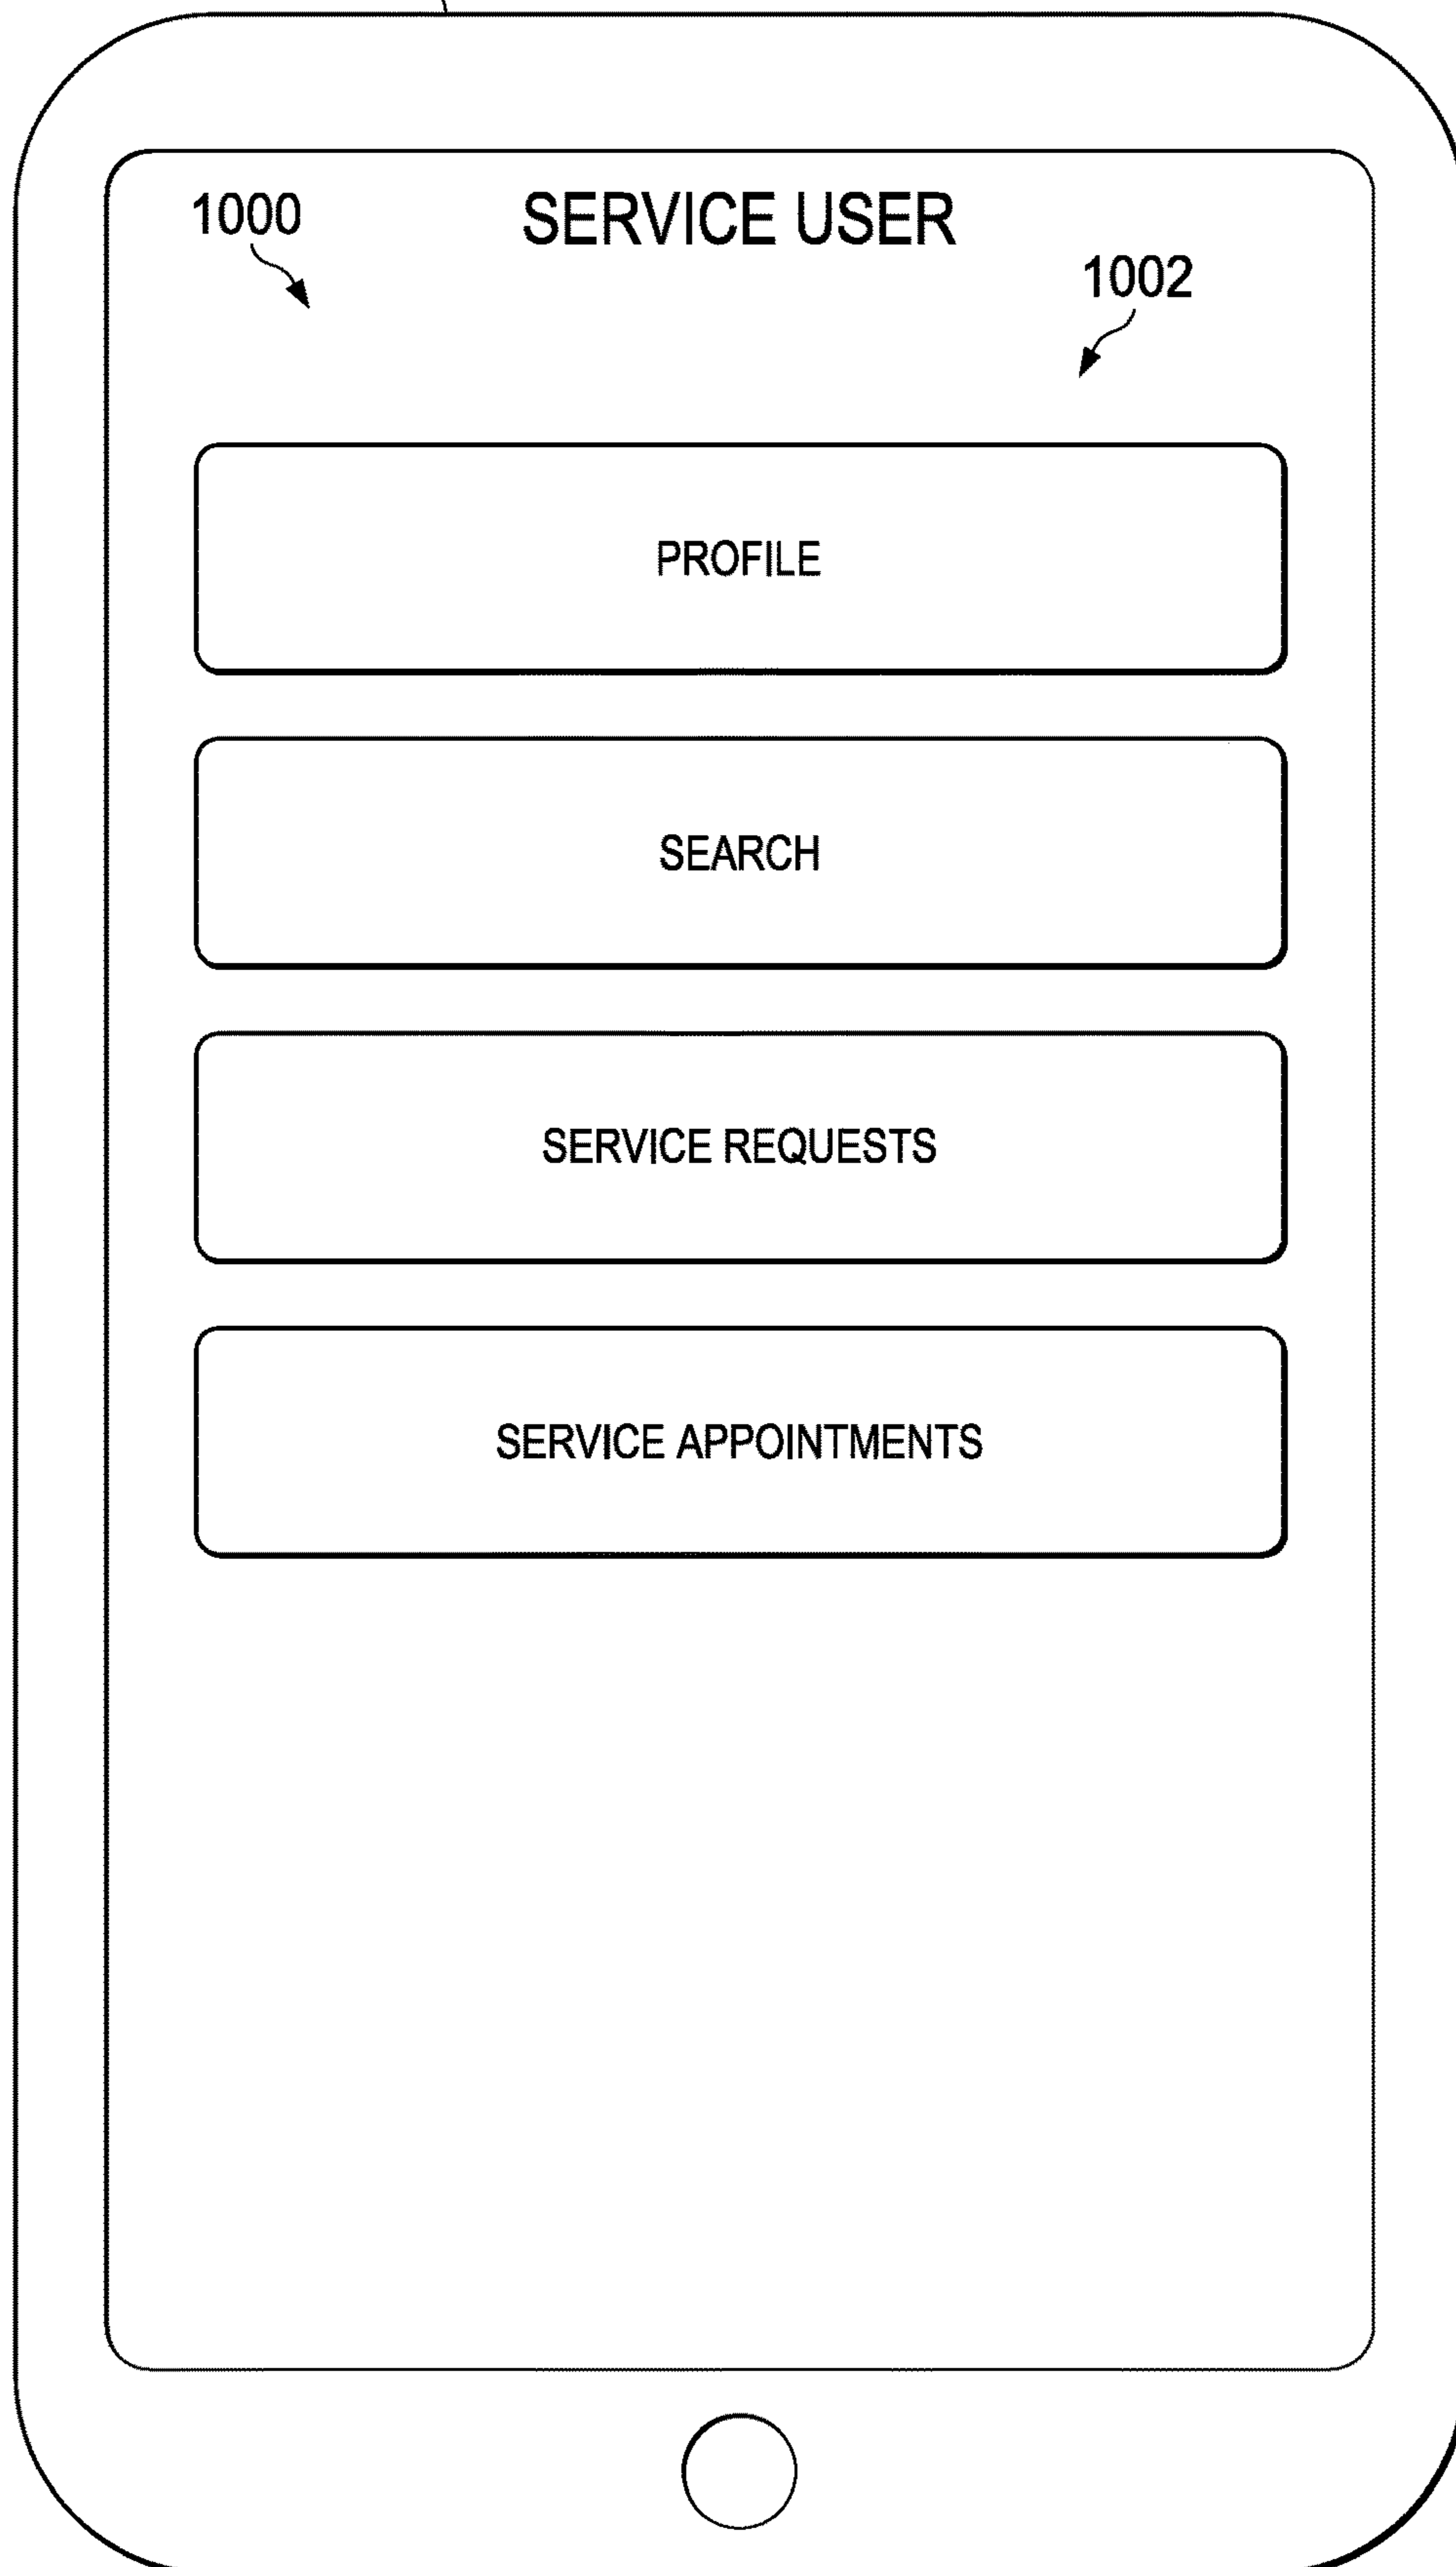 1000
SERVICE USER
1002
PROFILE
SEARCH
SERVICE REQUESTS
SERVICE APPOINTMENTS